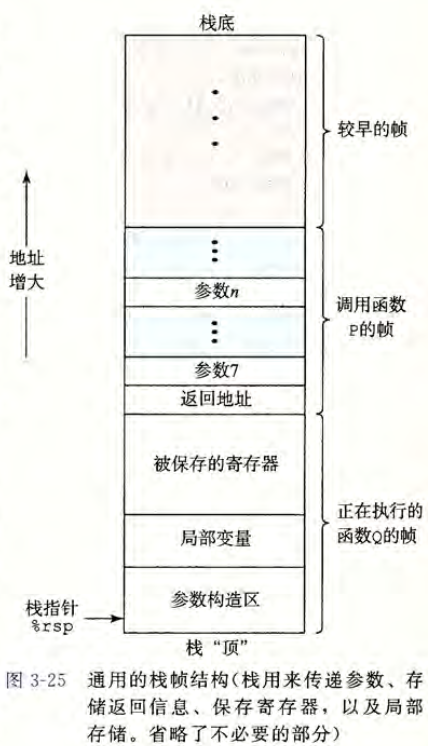 栈底
较早的帧
地址
增大
参数n
调用函数
P的帧
参数7
返回地址
被保存的寄存器
正在执行的
函数Q的帧
局部变量
参数构造区
栈指针
%rsp
栈“顶”
图 3-25 通用的栈帧结构(栈用来传递参数、存
储返回信息、保存寄存器，以及局部
存储。省略了不必要的部分)